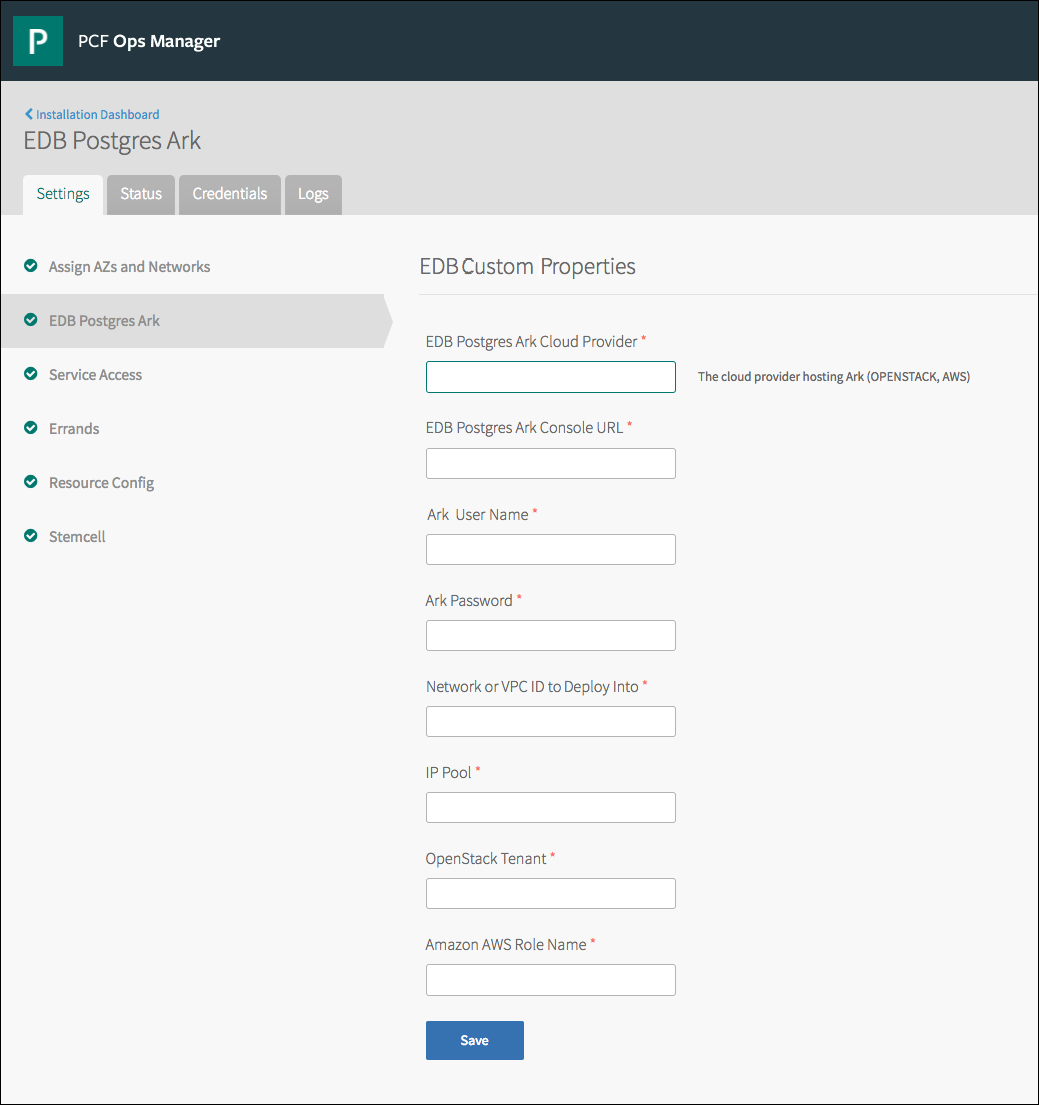 P
PCF Ops Manager
Installation Dashboard
EDB Postgres Ark
Settings
Status
Credentials
Logs
Assign AZs and Networks
EDB Postgres Ark
Service Access
Errands
Resource Config
Stemcell
EDB Custom Properties
EDB Postgres Ark Cloud Provider *
The cloud provider hosting Ark (OPENSTACK, AWS)
EDB Postgres Ark Console URL *
Ark User Name *
Ark Password *
Network or VPC ID to Deploy Into *
IP Pool *
OpenStack Tenant *
Amazon AWS Role Name *
Save